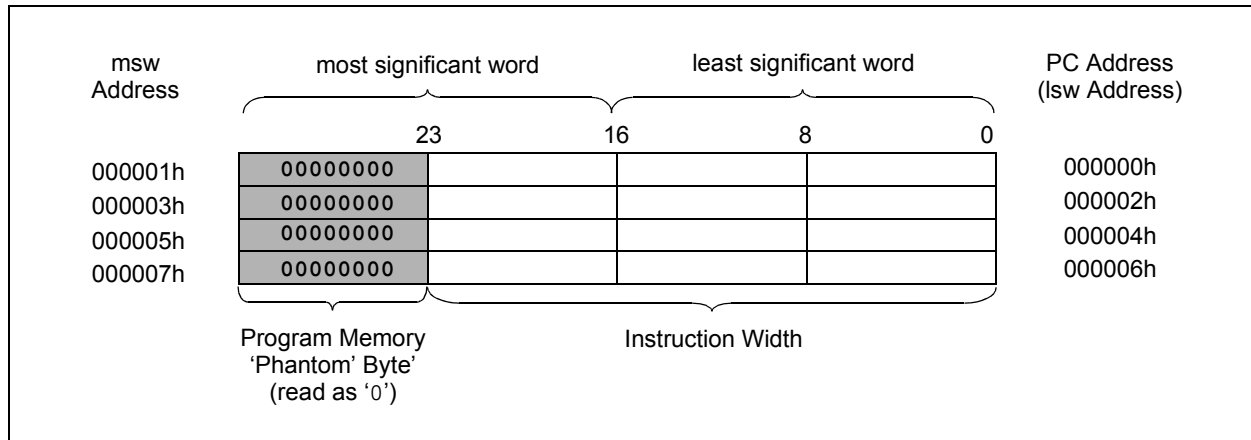 msw
Address
most significant word
least significant word
PC Address
(lsw Address)
23
16
8
0
000001h
00000000
000000h
000003h
00000000
000002h
000005h
00000000
000004h
000007h
00000000
000006h
Program Memory
‘Phantom’ Byte’
(read as ‘0’)
Instruction Width